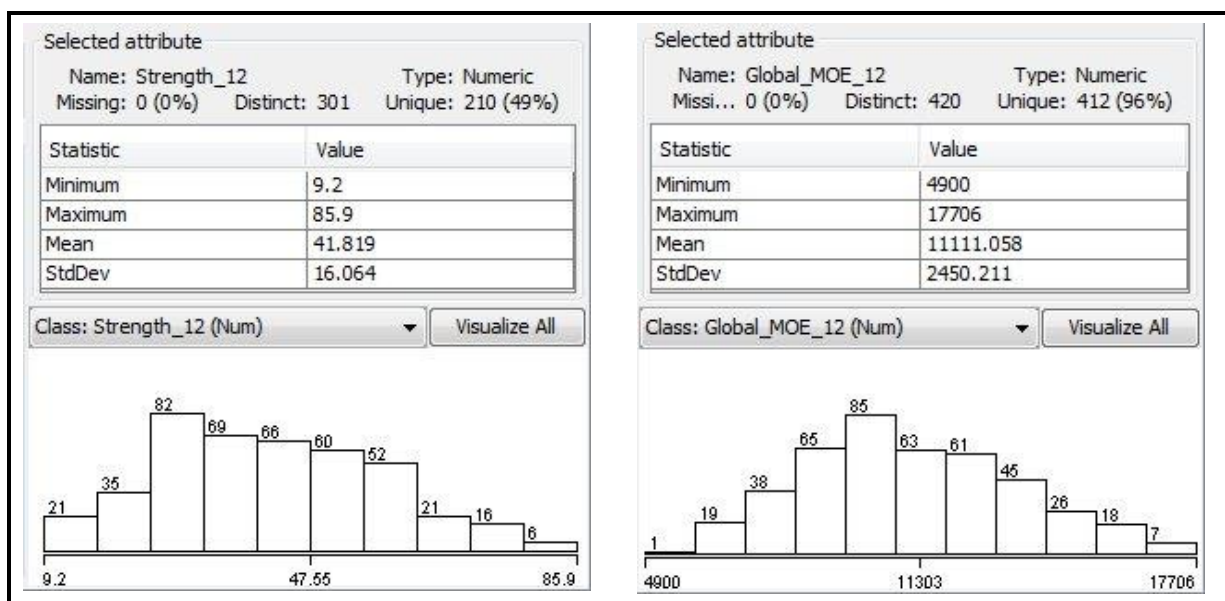 Selected attribute
Name: Strength_12 Type: Numeric
Missing: 0 (0%) Distinct: 301 Unique: 210 (49%)
Statistic Value
Minimum 9.2
Maximum 85.9
Mean 41.819
StdDev 16.064
Class: Strength_12 (Num) Visualize All
21 35 82 69 66 60 52 21 16 6
9.2 47.55 85.9
Selected attribute
Name: Global_MOE_12 Type: Numeric
Missi... 0 (0%) Distinct: 420 Unique: 412 (96%)
Statistic Value
Minimum 4900
Maximum 17706
Mean 11111.058
StdDev 2450.211
Class: Global_MOE_12 (Num) Visualize All
1 19 38 65 85 63 61 45 26 18 7
4900 11303 17706